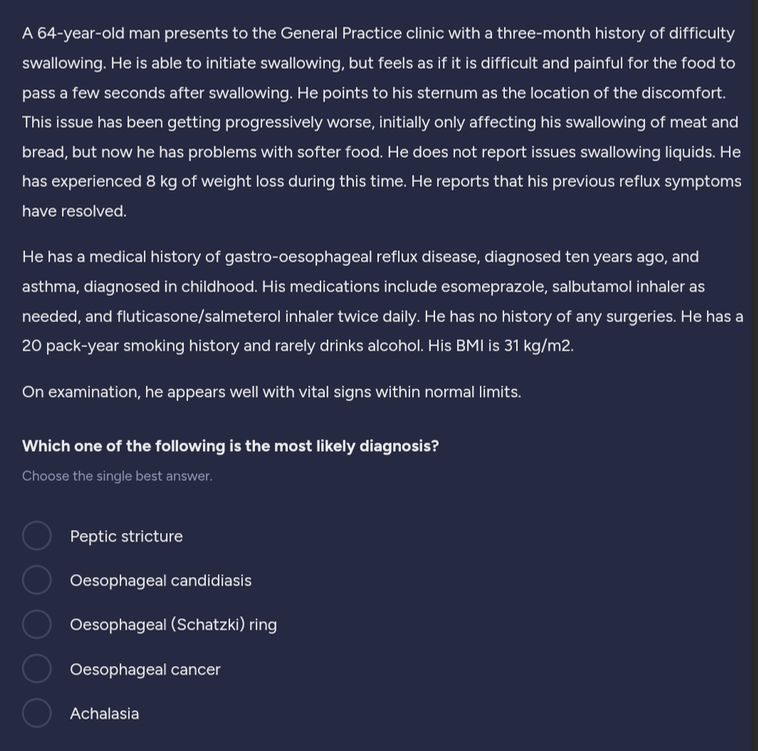 A 64-year-old man presents to the General Practice clinic with a three-month history of difficulty
swallowing. He is able to initiate swallowing, but feels as if it is difficult and painful for the food to
pass a few seconds after swallowing. He points to his sternum as the location of the discomfort.
This issue has been getting progressively worse, initially only affecting his swallowing of meat and
bread, but now he has problems with softer food. He does not report issues swallowing liquids. He
has experienced 8 kg of weight loss during this time. He reports that his previous reflux symptoms
have resolved.
He has a medical history of gastro-oesophageal reflux disease, diagnosed ten years ago, and
asthma, diagnosed in childhood. His medications include esomeprazole, salbutamol inhaler as
needed, and fluticasone/salmeterol inhaler twice daily. He has no history of any surgeries. He has a
20 pack-year smoking history and rarely drinks alcohol. His BMI is 31 kg/m2.
On examination, he appears well with vital signs within normal limits.
Which one of the following is the most likely diagnosis?
Choose the single best answer.
Peptic stricture
Oesophageal candidiasis
Oesophageal (Schatzki) ring
Oesophageal cancer
Achalasia